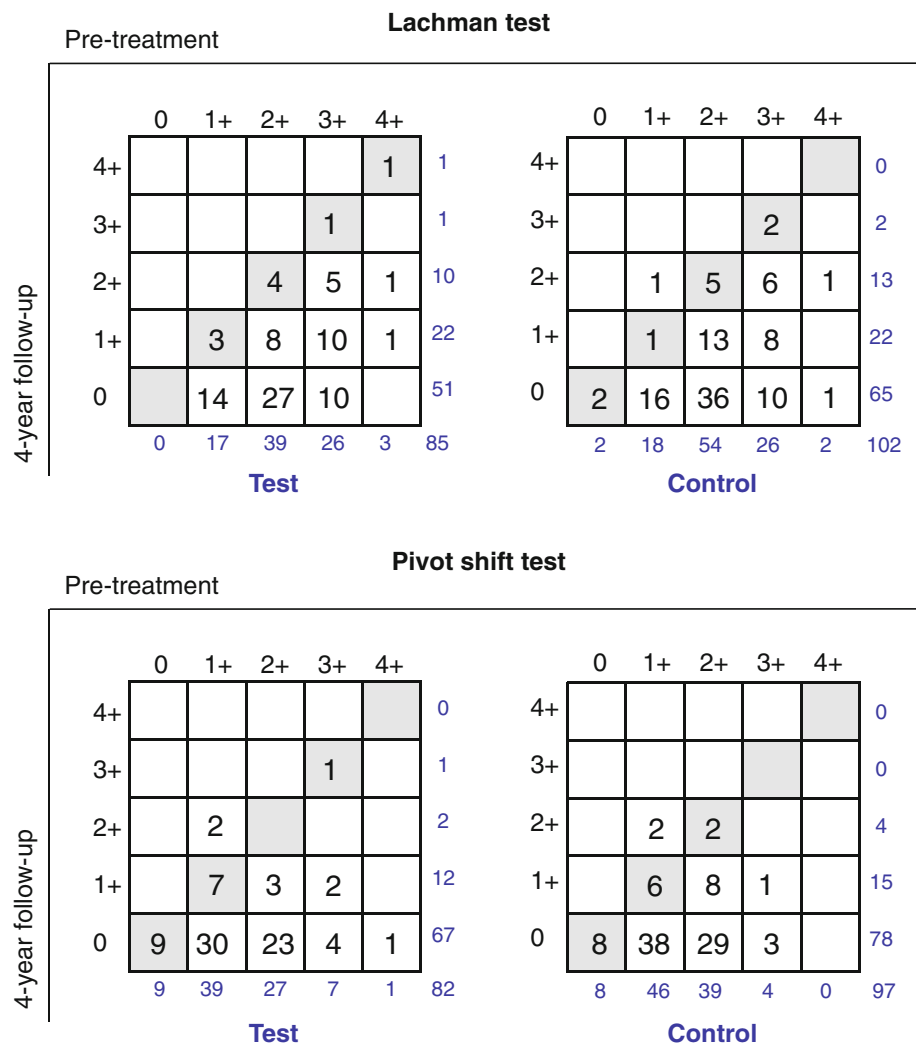 Lachman test
Pre-treatment
4-year follow-up
0 1+ 2+ 3+ 4+
4+ 1 1
3+ 1 1
2+ 4 5 1 10
1+ 3 8 10 1 22
0 14 27 10 51
0 17 39 26 3 85
Test
0 1+ 2+ 3+ 4+
4+ 0
3+ 2 2
2+ 1 5 6 1 13
1+ 1 13 8 22
0 2 16 36 10 1 65
2 18 54 26 2 102
Control
Pivot shift test
Pre-treatment
4-year follow-up
0 1+ 2+ 3+ 4+
4+ 0
3+ 1 1
2+ 2 2
1+ 7 3 2 12
0 9 30 23 4 1 67
9 39 27 7 1 82
Test
0 1+ 2+ 3+ 4+
4+ 0
3+ 0
2+ 2 2 4
1+ 6 8 1 15
0 8 38 29 3 78
8 46 39 4 0 97
Control